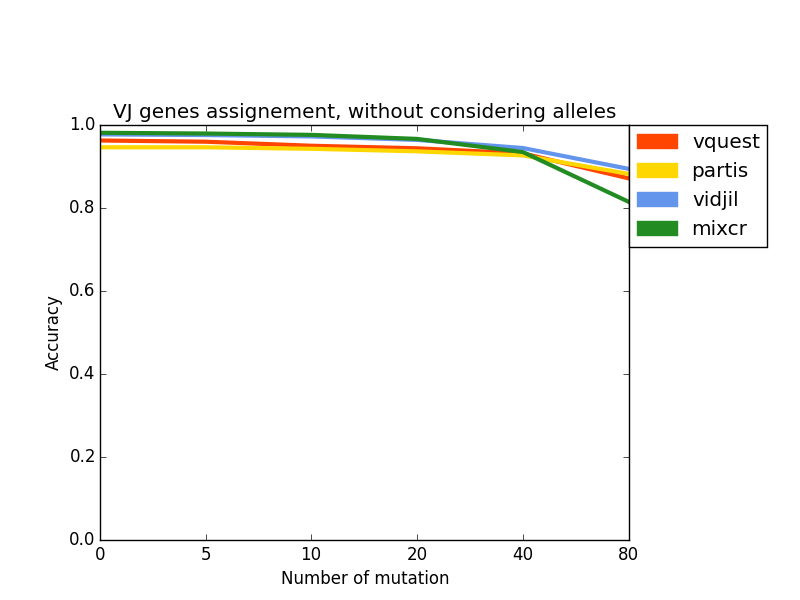 VJ genes assignement, without considering alleles
1.0
0.8
0.6
0.4
0.2
0.0
Accuracy
0 5 10 20 40 80
Number of mutation
vquest
partis
vidjil
mixcr